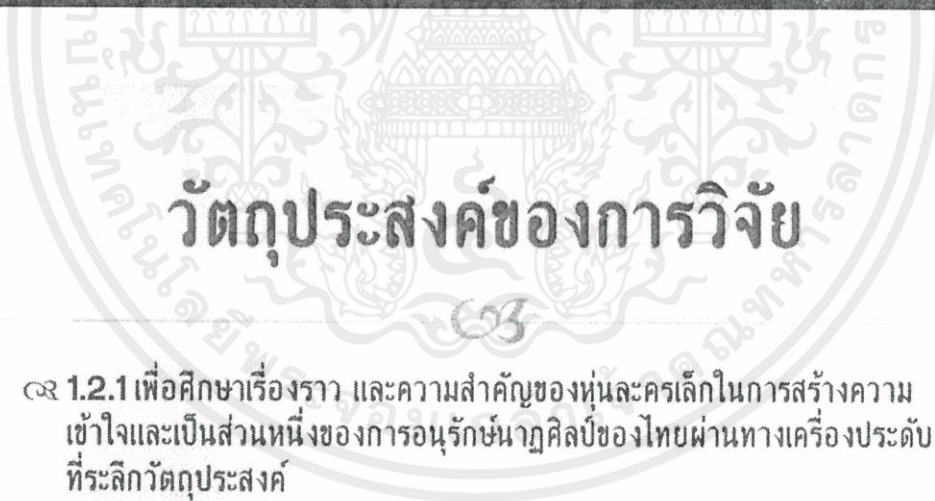 วัตถุประสงค์ของการวิจัย
1.2.1 เพื่อศึกษาเรื่องราว และความสำคัญของหุ่นละครเล็กในการสร้างความ
เข้าใจและเป็นส่วนหนึ่งของการอนุรักษ์นาฏศิลป์ของไทยผ่านทางเครื่องประดับ
ที่ระลึกวัตถุประสงค์